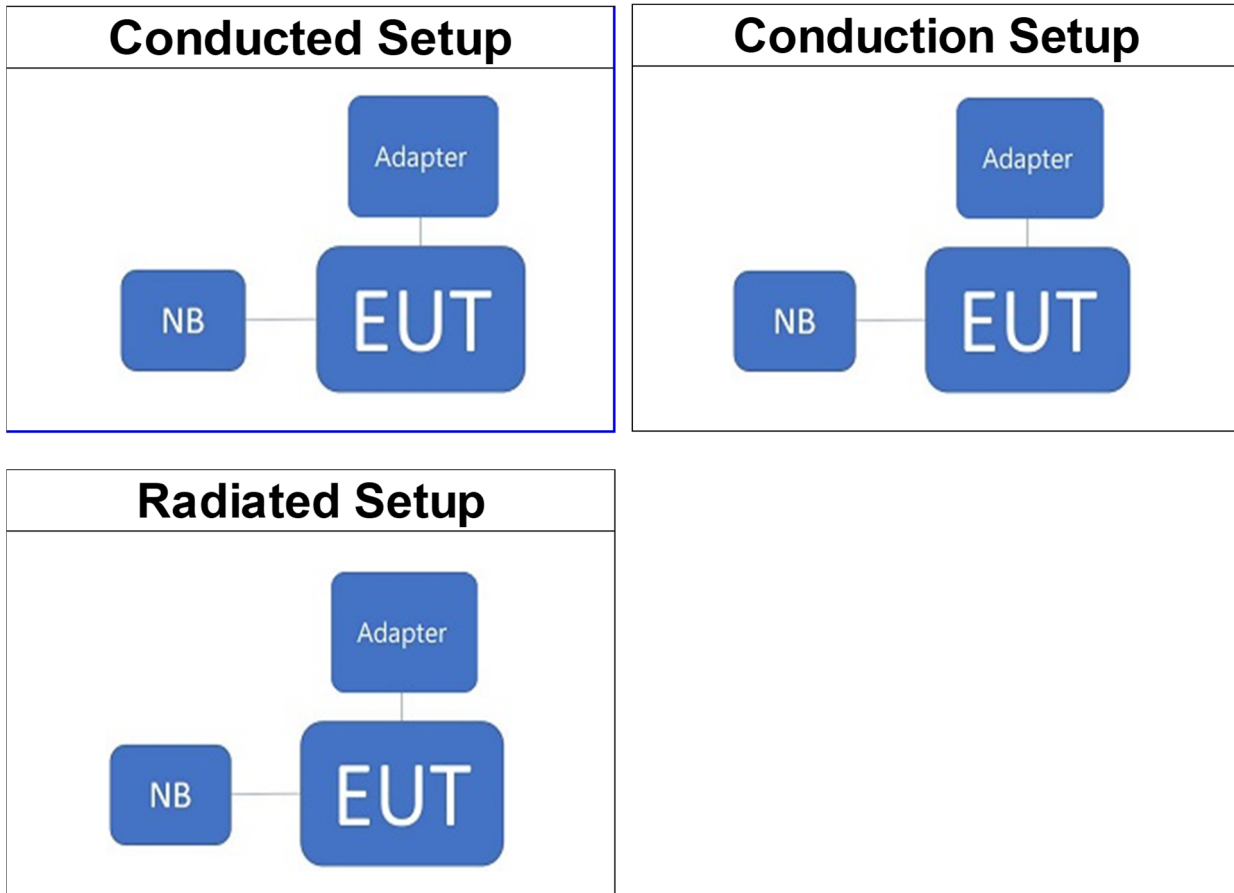 Conducted Setup
Adapter
NB
EUT
Conduction Setup
Adapter
NB
EUT
Radiated Setup
Adapter
NB
EUT